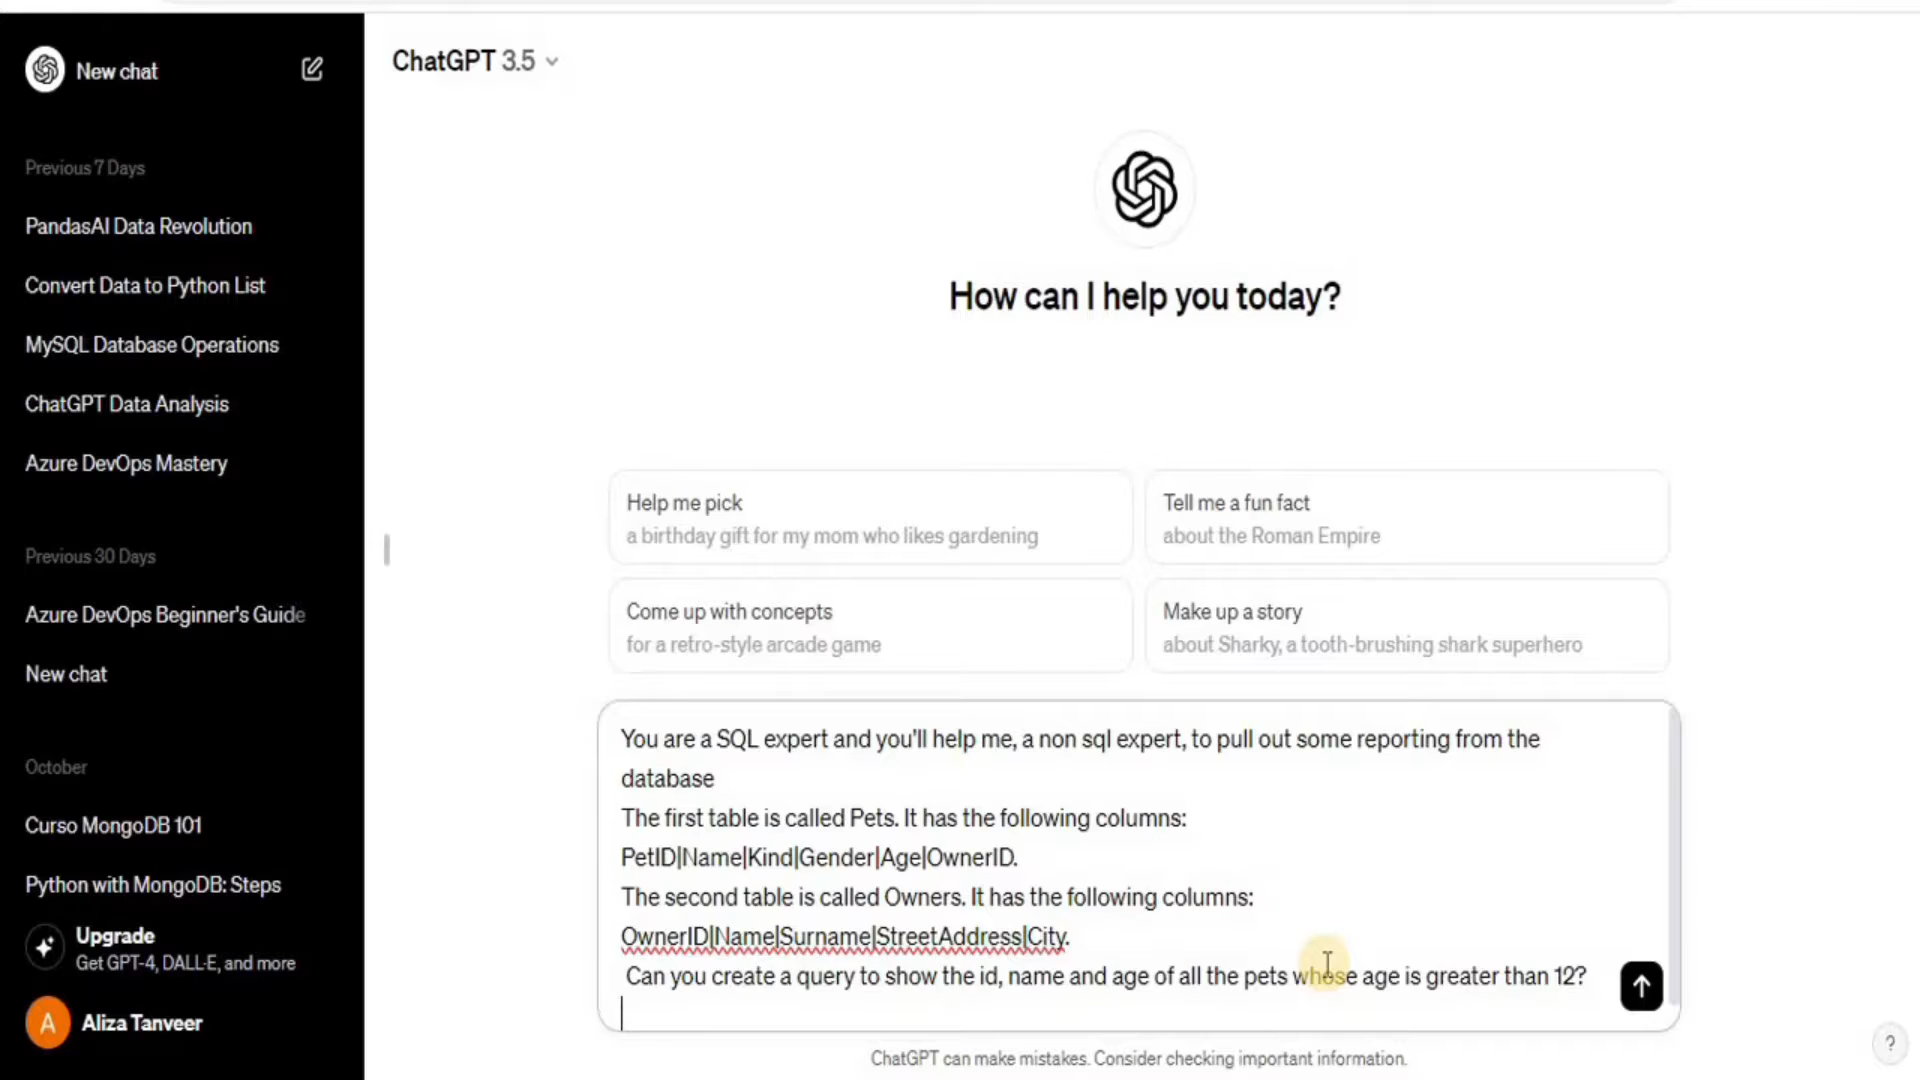 New chat
Previous 7 Days
PandasAI Data Revolution
Convert Data to Python List
MySQL Database Operations
ChatGPT Data Analysis
Azure DevOps Mastery
Previous 30 Days
Azure DevOps Beginner's Guide
New chat
October
Curso MongoDB 101
Python with MongoDB: Steps
Upgrade
Get GPT-4, DALL·E, and more
A
Aliza Tanveer
ChatGPT 3.5
How can I help you today?
Help me pick
a birthday gift for my mom who likes gardening
Tell me a fun fact
about the Roman Empire
Come up with concepts
for a retro-style arcade game
Make up a story
about Sharky, a tooth-brushing shark superhero
You are a SQL expert and you'll help me, a non sql expert, to pull out some reporting from the
database
The first table is called Pets. It has the following columns:
PetID|Name|Kind|Gender|Age|OwnerID.
The second table is called Owners. It has the following columns:
OwnerID|Name|Surname|StreetAddress|City.
Can you create a query to show the id, name and age of all the pets whose age is greater than 12?
ChatGPT can make mistakes. Consider checking important information.
?